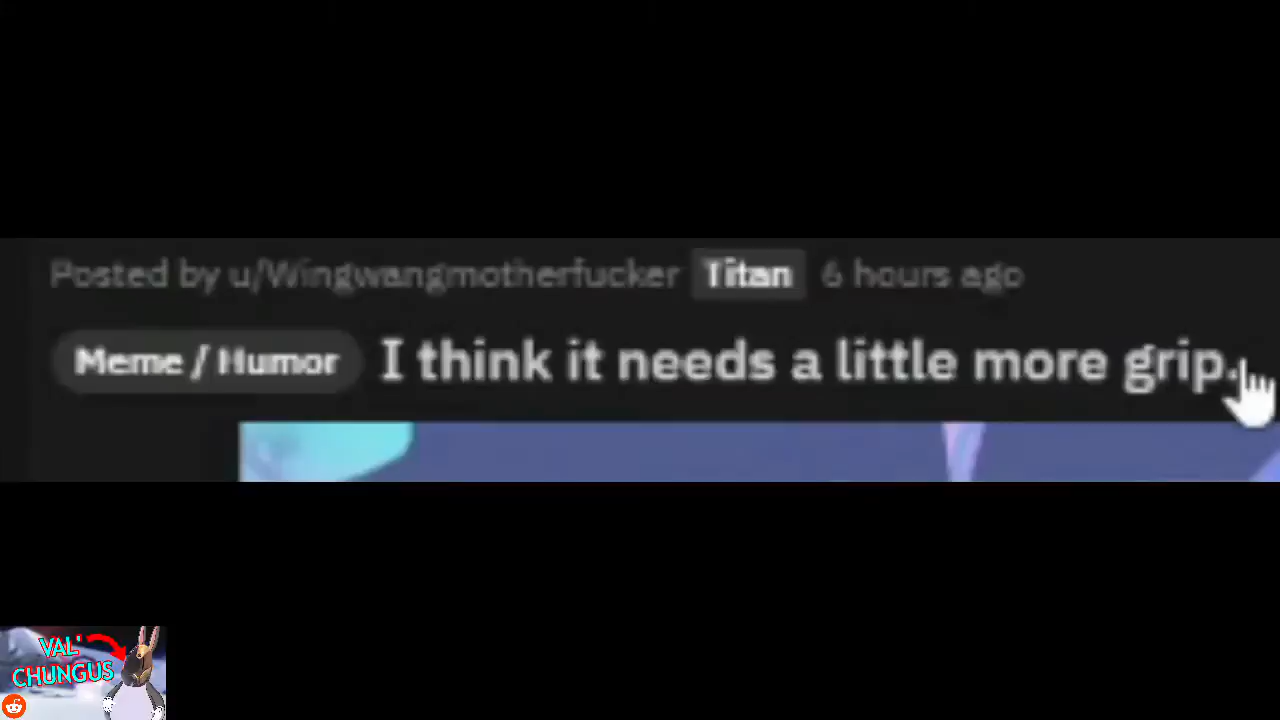 Posted by u/Wingwangmotherfucker Titan 6 hours ago
Meme / Humor I think it needs a little more grip.
VAL'
CHUNGUS